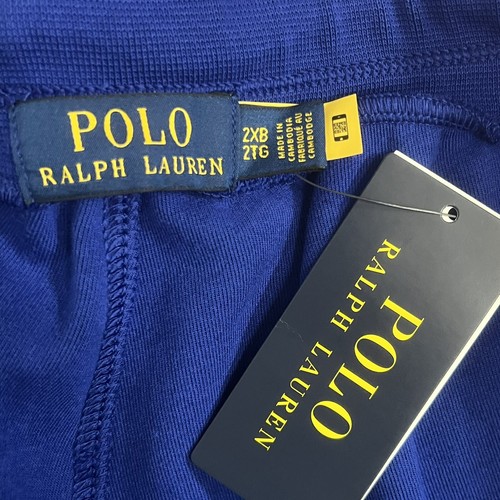 POLO
RALPH LAUREN
2XB
2TG
MADE IN
CAMBODIA
FABRIQUÉ AU
CAMBODGE
POLO
RALPH LAUREN